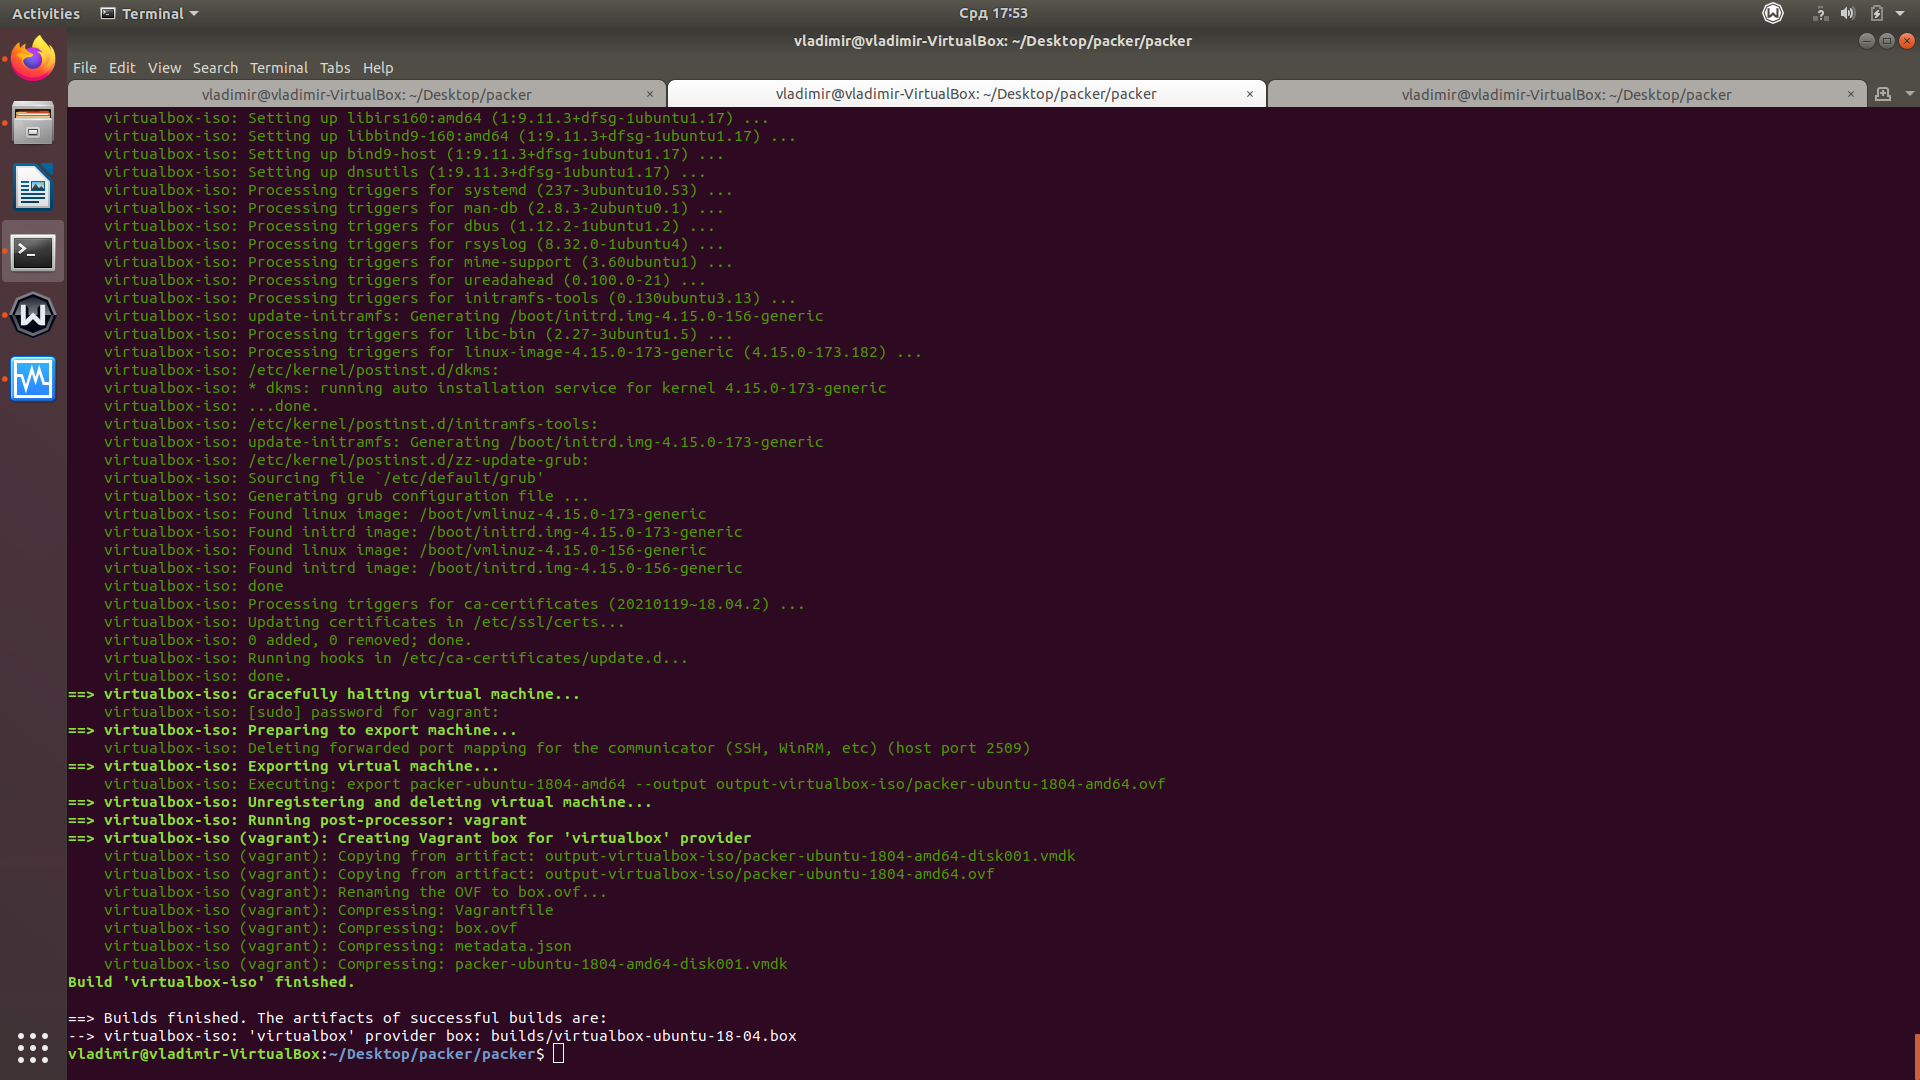 Activities Terminal Срд 17:53
vladimir@vladimir-VirtualBox: ~/Desktop/packer/packer
File Edit View Search Terminal Tabs Help
vladimir@vladimir-VirtualBox: ~/Desktop/packer × vladimir@vladimir-VirtualBox: ~/Desktop/packer/packer × vladimir@vladimir-VirtualBox: ~/Desktop/packer ×
virtualbox-iso: Setting up libirs160:amd64 (1:9.11.3+dfsg-1ubuntu1.17) ...
virtualbox-iso: Setting up libbind9-160:amd64 (1:9.11.3+dfsg-1ubuntu1.17) ...
virtualbox-iso: Setting up bind9-host (1:9.11.3+dfsg-1ubuntu1.17) ...
virtualbox-iso: Setting up dnsutils (1:9.11.3+dfsg-1ubuntu1.17) ...
virtualbox-iso: Processing triggers for systemd (237-3ubuntu10.53) ...
virtualbox-iso: Processing triggers for man-db (2.8.3-2ubuntu0.1) ...
virtualbox-iso: Processing triggers for dbus (1.12.2-1ubuntu1.2) ...
virtualbox-iso: Processing triggers for rsyslog (8.32.0-1ubuntu4) ...
virtualbox-iso: Processing triggers for mime-support (3.60ubuntu1) ...
virtualbox-iso: Processing triggers for ureadahead (0.100.0-21) ...
virtualbox-iso: Processing triggers for initramfs-tools (0.130ubuntu3.13) ...
virtualbox-iso: update-initramfs: Generating /boot/initrd.img-4.15.0-156-generic
virtualbox-iso: Processing triggers for libc-bin (2.27-3ubuntu1.5) ...
virtualbox-iso: Processing triggers for linux-image-4.15.0-173-generic (4.15.0-173.182) ...
virtualbox-iso: /etc/kernel/postinst.d/dkms:
virtualbox-iso: * dkms: running auto installation service for kernel 4.15.0-173-generic
virtualbox-iso: ...done.
virtualbox-iso: /etc/kernel/postinst.d/initramfs-tools:
virtualbox-iso: update-initramfs: Generating /boot/initrd.img-4.15.0-173-generic
virtualbox-iso: /etc/kernel/postinst.d/zz-update-grub:
virtualbox-iso: Sourcing file `/etc/default/grub'
virtualbox-iso: Generating grub configuration file ...
virtualbox-iso: Found linux image: /boot/vmlinuz-4.15.0-173-generic
virtualbox-iso: Found initrd image: /boot/initrd.img-4.15.0-173-generic
virtualbox-iso: Found linux image: /boot/vmlinuz-4.15.0-156-generic
virtualbox-iso: Found initrd image: /boot/initrd.img-4.15.0-156-generic
virtualbox-iso: done
virtualbox-iso: Processing triggers for ca-certificates (20210119~18.04.2) ...
virtualbox-iso: Updating certificates in /etc/ssl/certs...
virtualbox-iso: 0 added, 0 removed; done.
virtualbox-iso: Running hooks in /etc/ca-certificates/update.d...
virtualbox-iso: done.
==> virtualbox-iso: Gracefully halting virtual machine...
virtualbox-iso: [sudo] password for vagrant:
==> virtualbox-iso: Preparing to export machine...
virtualbox-iso: Deleting forwarded port mapping for the communicator (SSH, WinRM, etc) (host port 2509)
==> virtualbox-iso: Exporting virtual machine...
virtualbox-iso: Executing: export packer-ubuntu-1804-amd64 --output output-virtualbox-iso/packer-ubuntu-1804-amd64.ovf
==> virtualbox-iso: Unregistering and deleting virtual machine...
==> virtualbox-iso: Running post-processor: vagrant
==> virtualbox-iso (vagrant): Creating Vagrant box for 'virtualbox' provider
virtualbox-iso (vagrant): Copying from artifact: output-virtualbox-iso/packer-ubuntu-1804-amd64-disk001.vmdk
virtualbox-iso (vagrant): Copying from artifact: output-virtualbox-iso/packer-ubuntu-1804-amd64.ovf
virtualbox-iso (vagrant): Renaming the OVF to box.ovf...
virtualbox-iso (vagrant): Compressing: Vagrantfile
virtualbox-iso (vagrant): Compressing: box.ovf
virtualbox-iso (vagrant): Compressing: metadata.json
virtualbox-iso (vagrant): Compressing: packer-ubuntu-1804-amd64-disk001.vmdk
Build 'virtualbox-iso' finished.
==> Builds finished. The artifacts of successful builds are:
--> virtualbox-iso: 'virtualbox' provider box: builds/virtualbox-ubuntu-18-04.box
vladimir@vladimir-VirtualBox:~/Desktop/packer/packer$